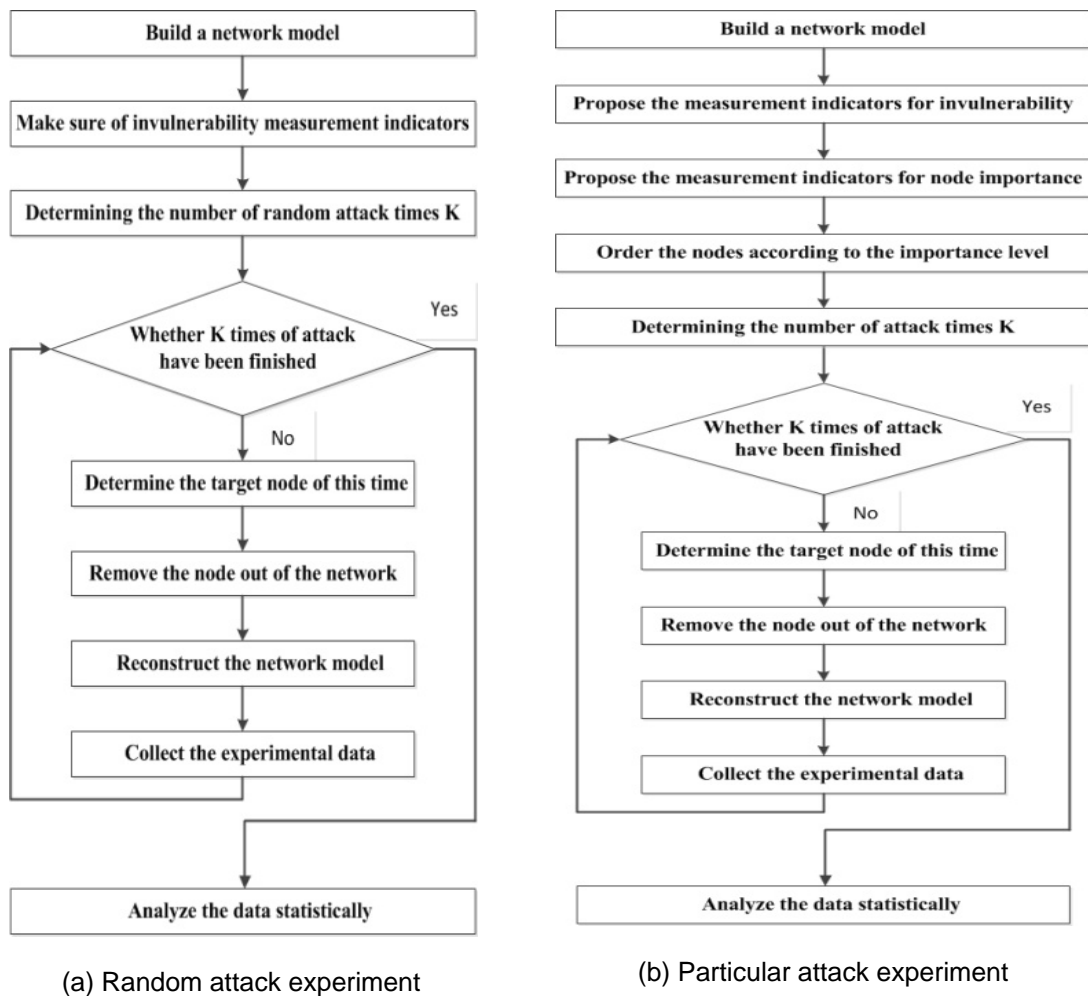 Build a network model
Make sure of invulnerability measurement indicators
Determining the number of random attack times K
Yes
Whether K times of attack
have been finished
No
Determine the target node of this time
Remove the node out of the network
Reconstruct the network model
Collect the experimental data
Analyze the data statistically
(a) Random attack experiment
Build a network model
Propose the measurement indicators for invulnerability
Propose the measurement indicators for node importance
Order the nodes according to the importance level
Determining the number of attack times K
Yes
Whether K times of attack
have been finished
No
Determine the target node of this time
Remove the node out of the network
Reconstruct the network model
Collect the experimental data
Analyze the data statistically
(b) Particular attack experiment